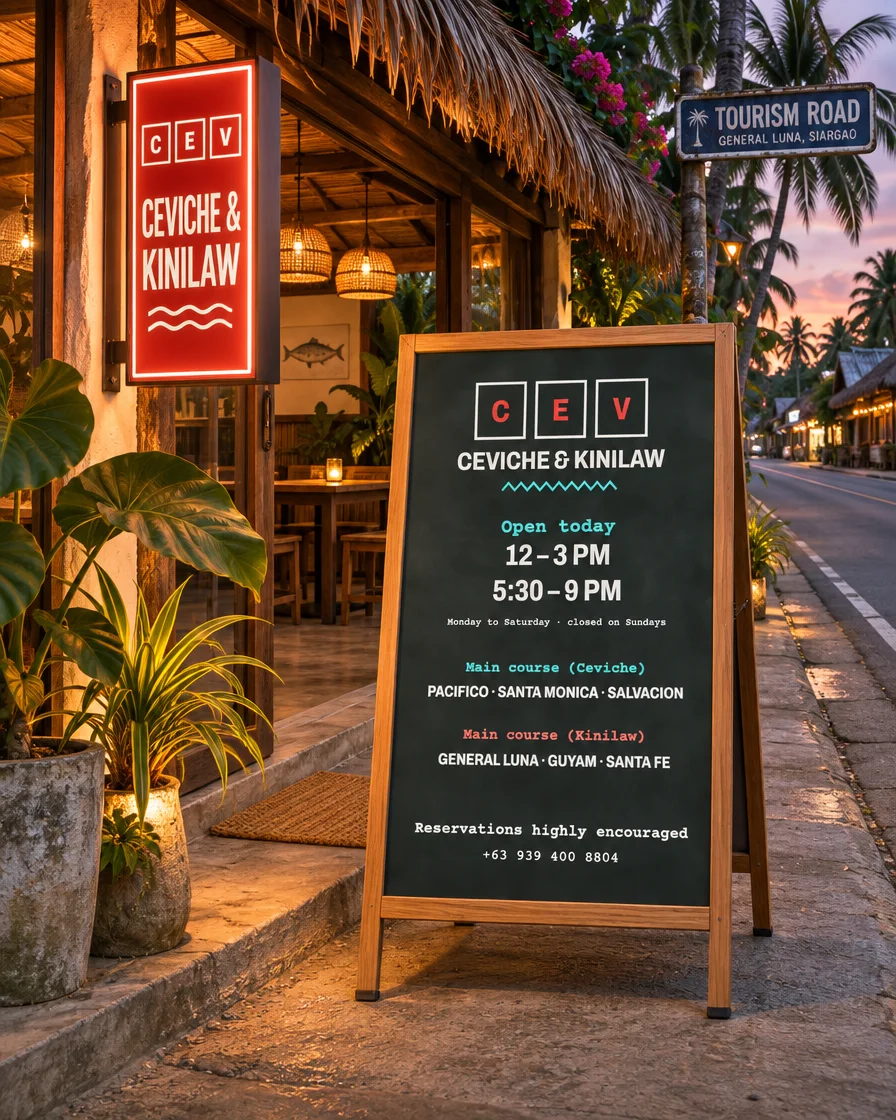 CEV
CEVICHE &
KINILAW
TOURISM ROAD
GENERAL LUNA, SIARGAO
CEV
CEVICHE & KINILAW
Open today
12 – 3 PM
5:30 – 9 PM
Monday to Saturday · closed on Sundays
Main course (Ceviche)
PACIFICO · SANTA MONICA · SALVACION
Main course (Kinilaw)
GENERAL LUNA · GUYAM · SANTA FE
Reservations highly encouraged
+63 939 400 8804